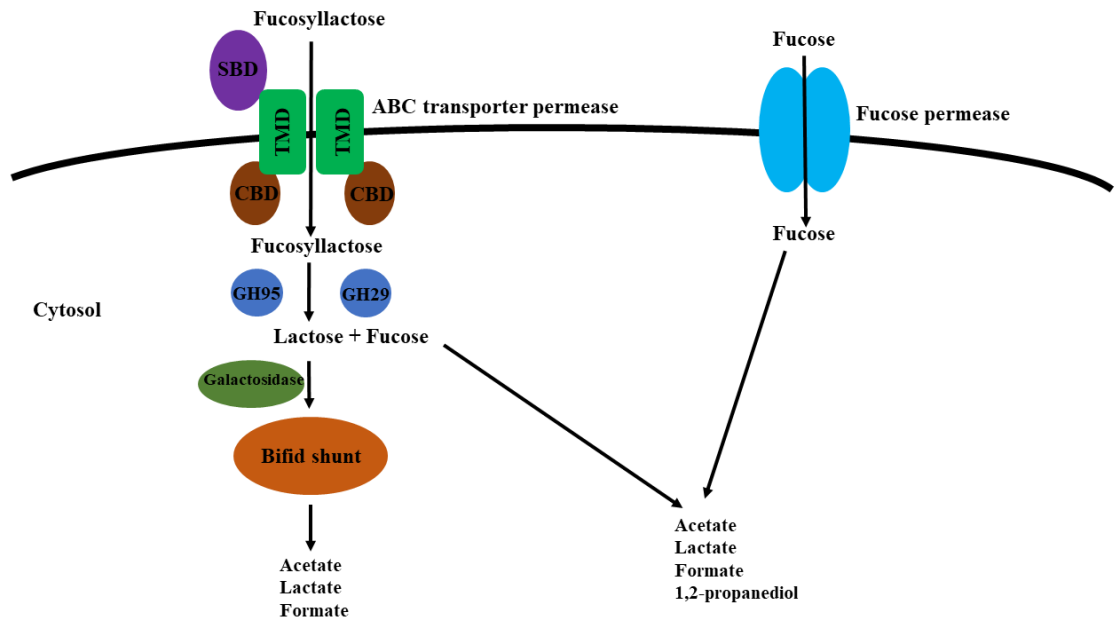 Fucosyllactose
Fucose
SBD
TMD
TMD
ABC transporter permease
Fucose permease
CBD
CBD
Fucosyllactose
Fucose
GH95
GH29
Cytosol
Lactose + Fucose
Galactosidase
Bifid shunt
Acetate
Lactate
Formate
1,2-propanediol
Acetate
Lactate
Formate